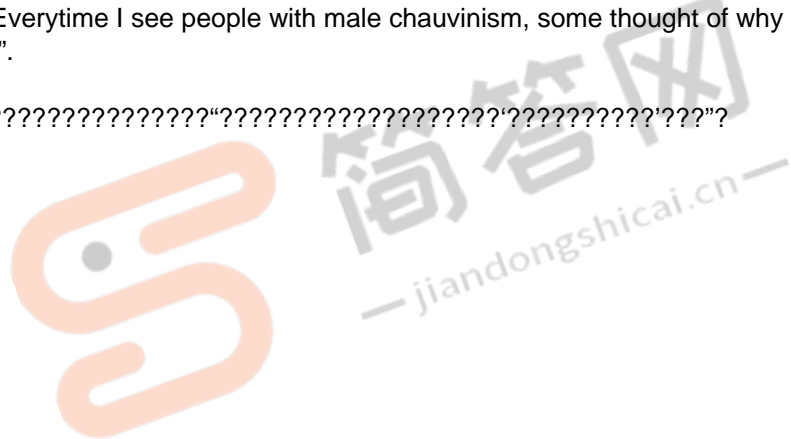 Everytime I see people with male chauvinism, some thought of why
”.
??????????????“???????????????????‘??????????’???”?
简答网
jiandongshicai.cn